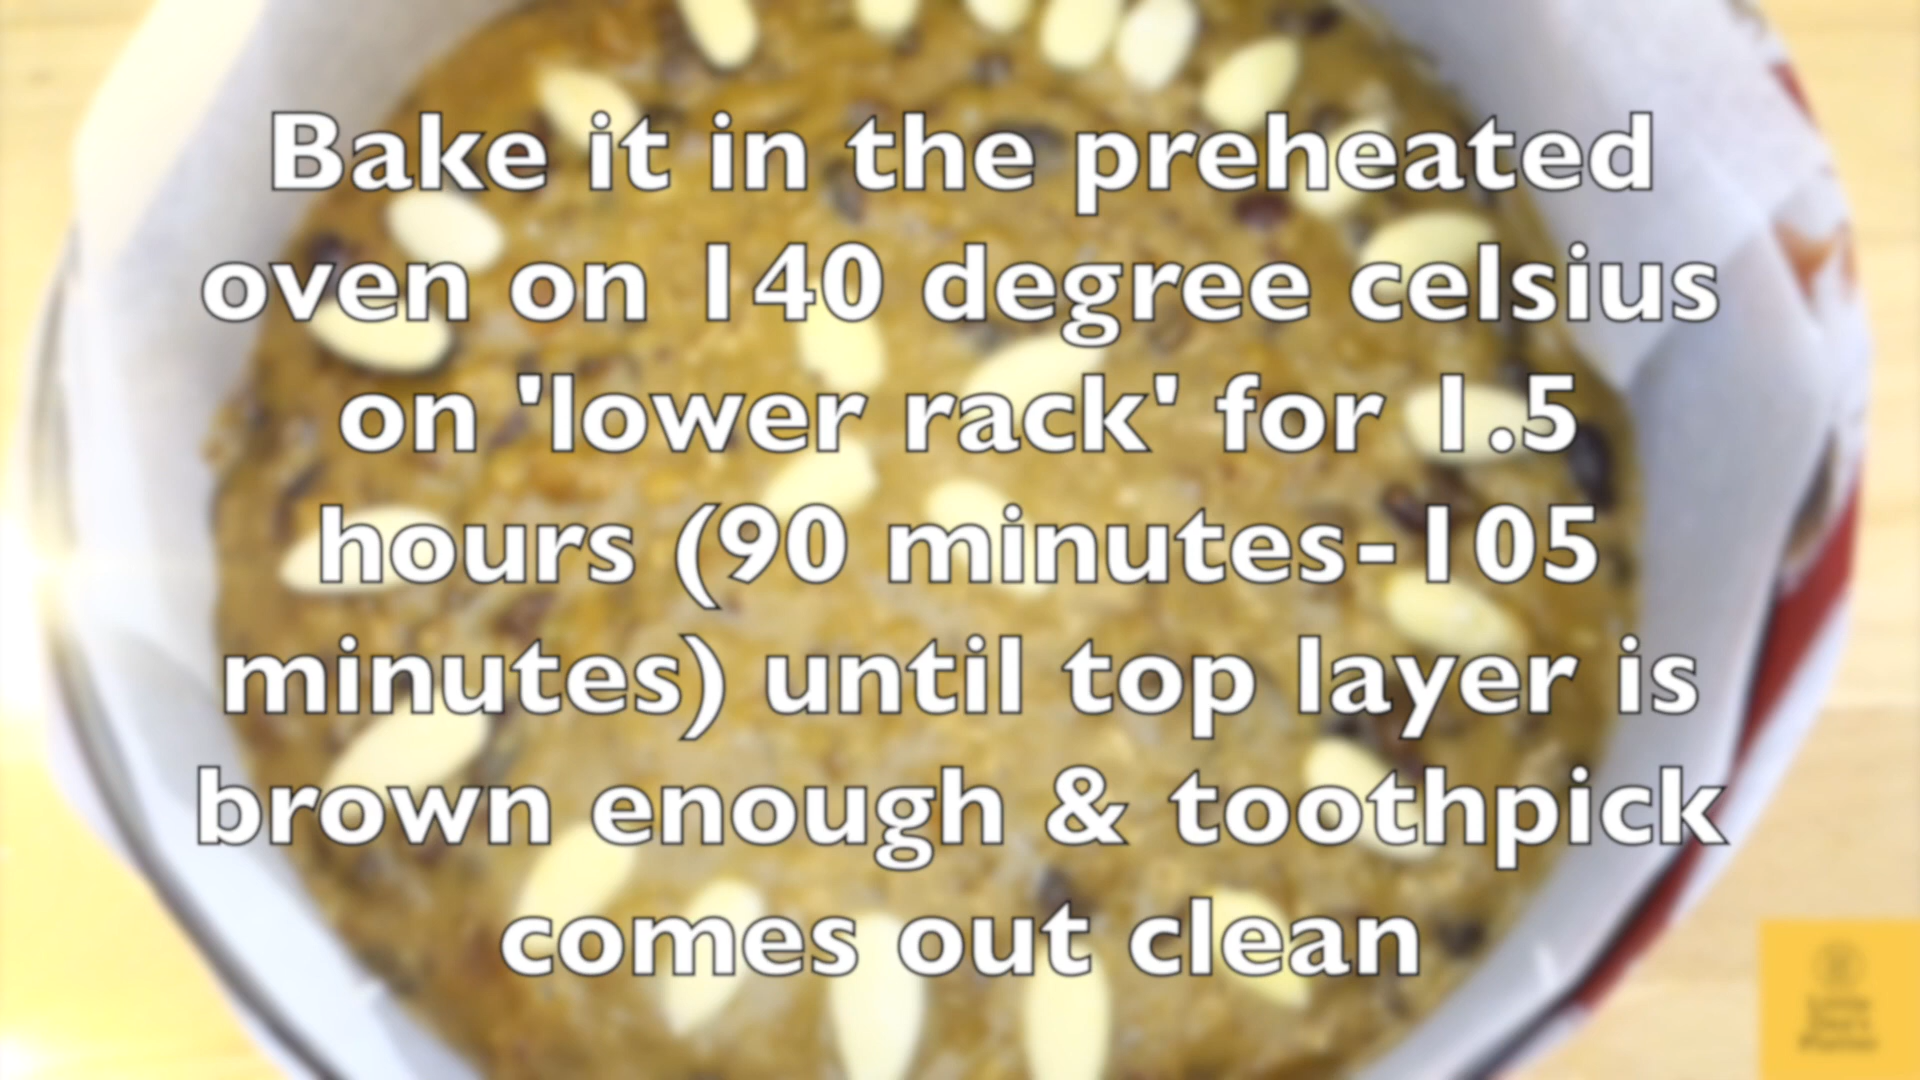 Bake it in the preheated
oven on 140 degree celsius
on 'lower rack' for 1.5
hours (90 minutes-105
minutes) until top layer is
brown enough & toothpick
comes out clean